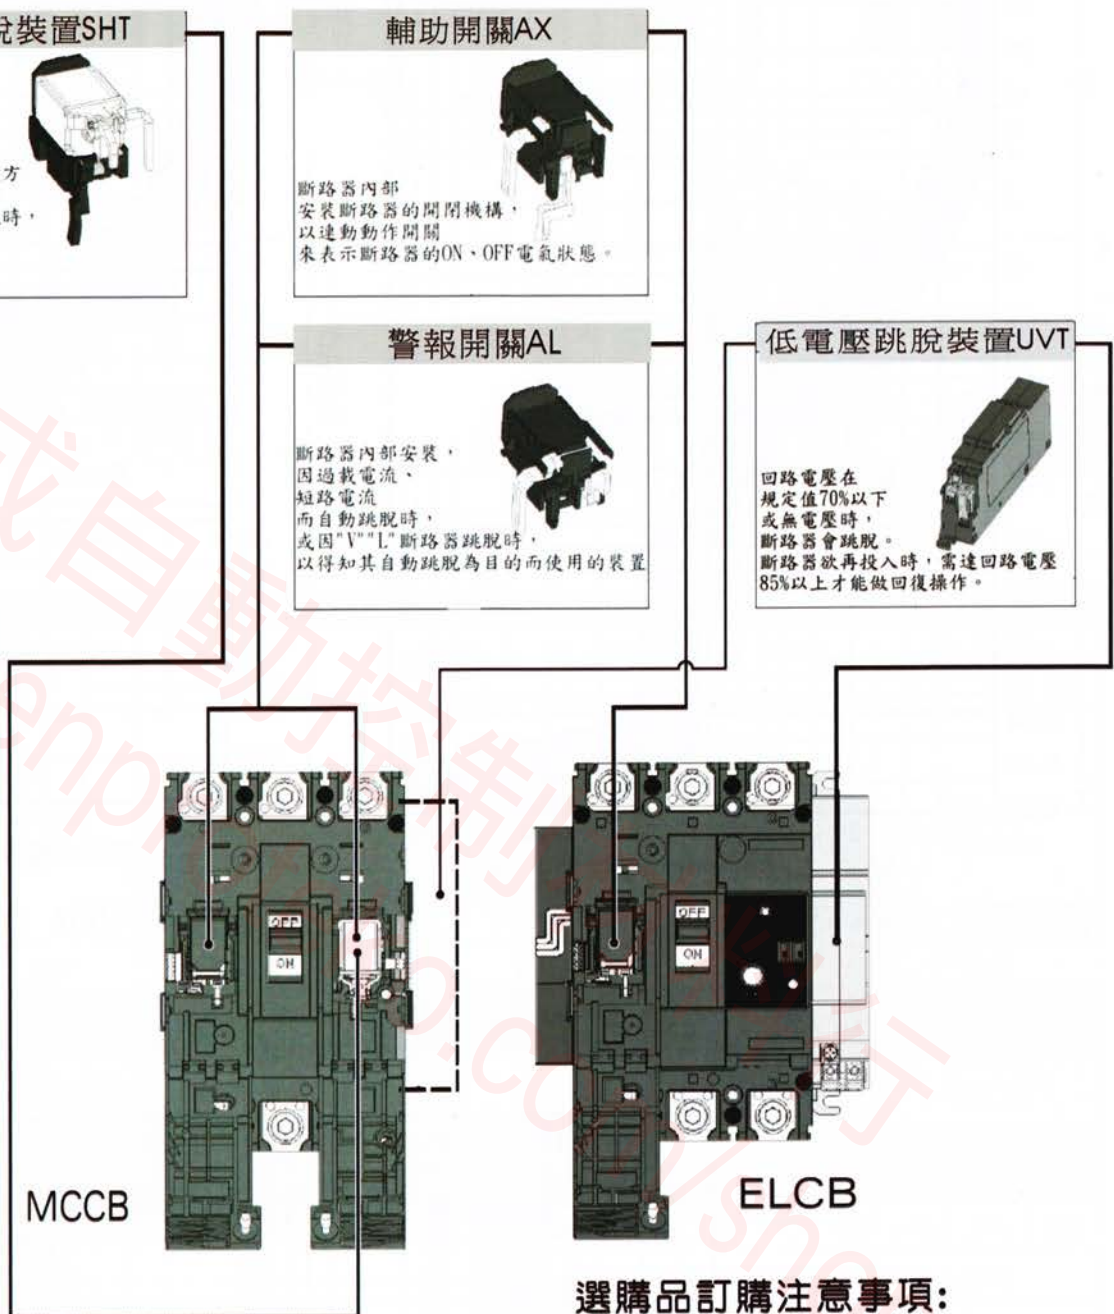 脫裝置SHT
方
時，
輔助開關AX
斷路器內部
安裝斷路器的開閉機構，
以連動動作開關
來表示斷路器的ON、OFF電氣狀態。
警報開關AL
斷路器內部安裝，
因過載電流、
短路電流
而自動跳脫時，
或因"V""L"斷路器跳脫時，
以得知其自動跳脫為目的而使用的裝置
低電壓跳脫裝置UVT
回路電壓在
規定值70%以下
或無電壓時，
斷路器會跳脫。
斷路器欲再投入時，需達回路電壓
85%以上才能做回復操作。
OFF
ON
OFF
ON
MCCB
ELCB
選購品訂購注意事項:
自動控制